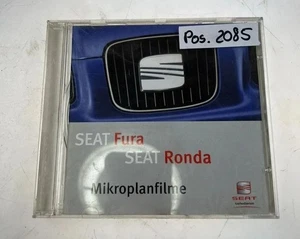 Pos. 2085
SEAT Fura
SEAT Ronda
Mikroplanfilme
SEAT